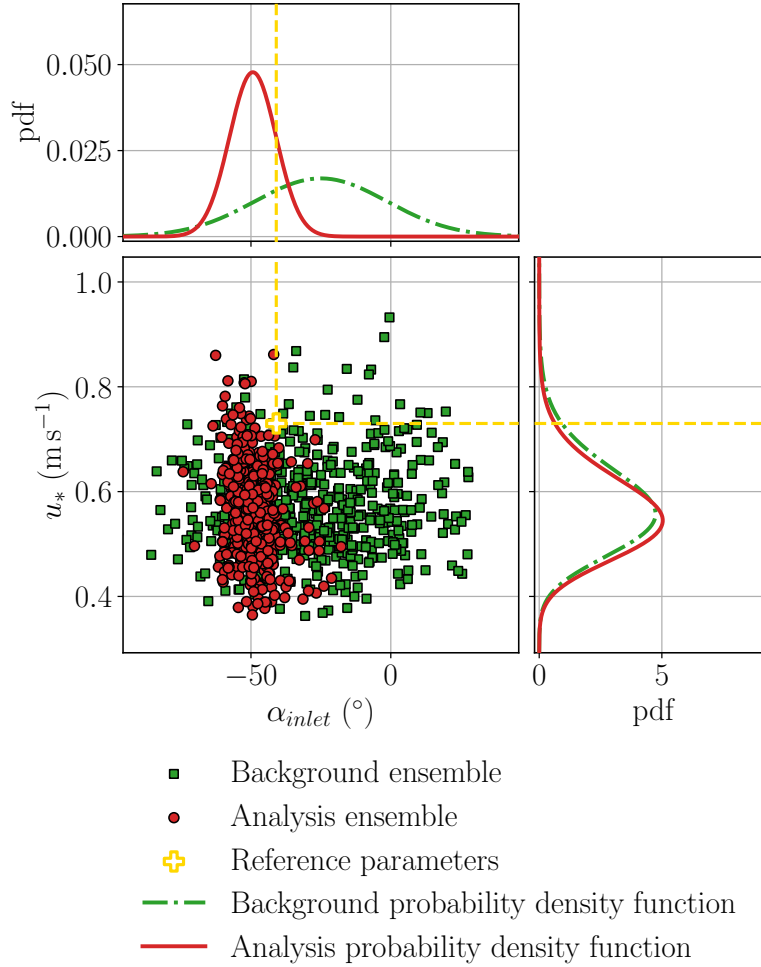 0.050
pdf
0.025
0.000
1.0
0.8
u* (m s⁻¹)
0.6
0.4
−50 0
α_inlet (°)
0 5
pdf
Background ensemble
Analysis ensemble
Reference parameters
Background probability density function
Analysis probability density function